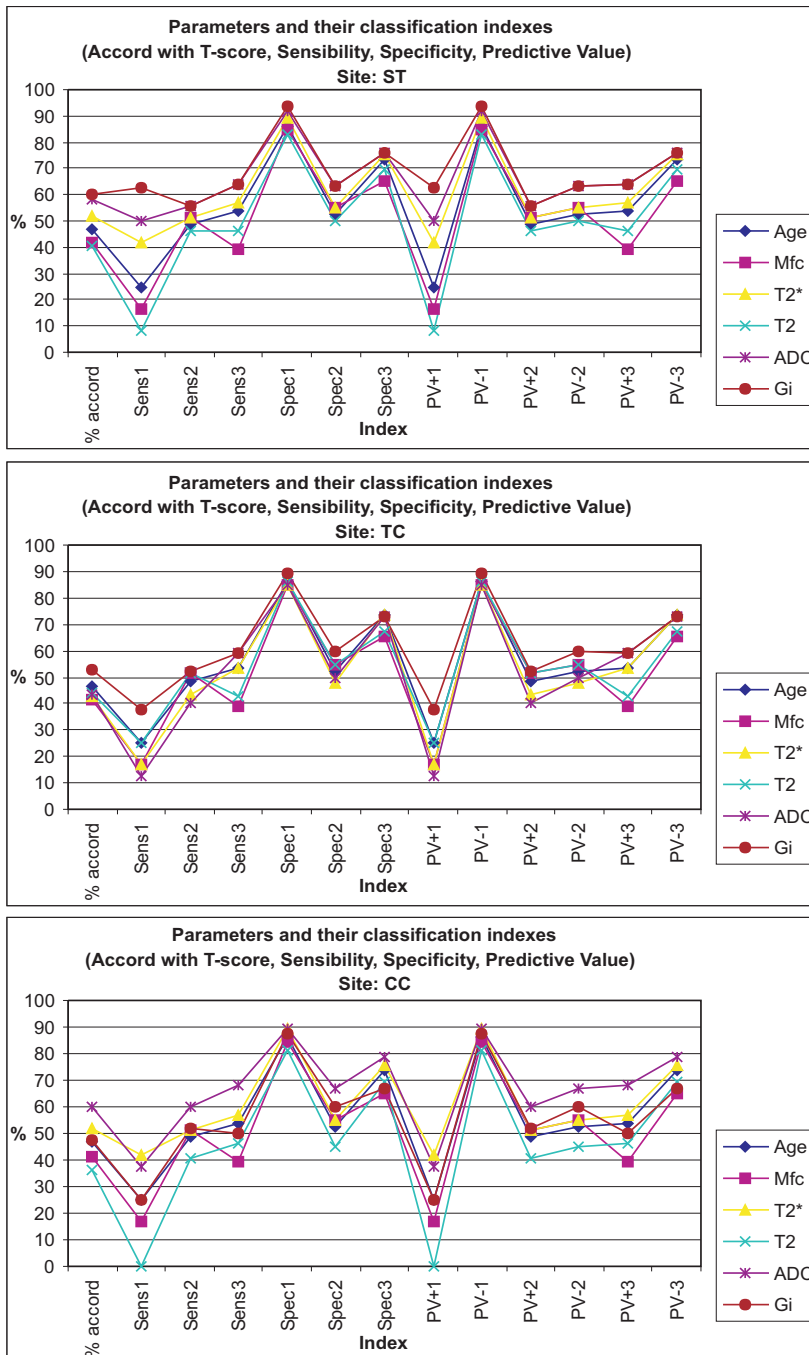 Parameters and their classification indexes
(Accord with T-score, Sensibility, Specificity, Predictive Value)
Site: ST
100
90
80
70
60
50
40
30
20
10
0
%
% accord
Sens1
Sens2
Sens3
Spec1
Spec2
Spec3
PV+1
PV-1
PV+2
PV-2
PV+3
PV-3
Index
Age
Mfc
T2*
T2
ADC
Gi
Parameters and their classification indexes
(Accord with T-score, Sensibility, Specificity, Predictive Value)
Site: TC
100
90
80
70
60
50
40
30
20
10
0
%
% accord
Sens1
Sens2
Sens3
Spec1
Spec2
Spec3
PV+1
PV-1
PV+2
PV-2
PV+3
PV-3
Index
Age
Mfc
T2*
T2
ADC
Gi
Parameters and their classification indexes
(Accord with T-score, Sensibility, Specificity, Predictive Value)
Site: CC
100
90
80
70
60
50
40
30
20
10
0
%
% accord
Sens1
Sens2
Sens3
Spec1
Spec2
Spec3
PV+1
PV-1
PV+2
PV-2
PV+3
PV-3
Index
Age
Mfc
T2*
T2
ADC
Gi